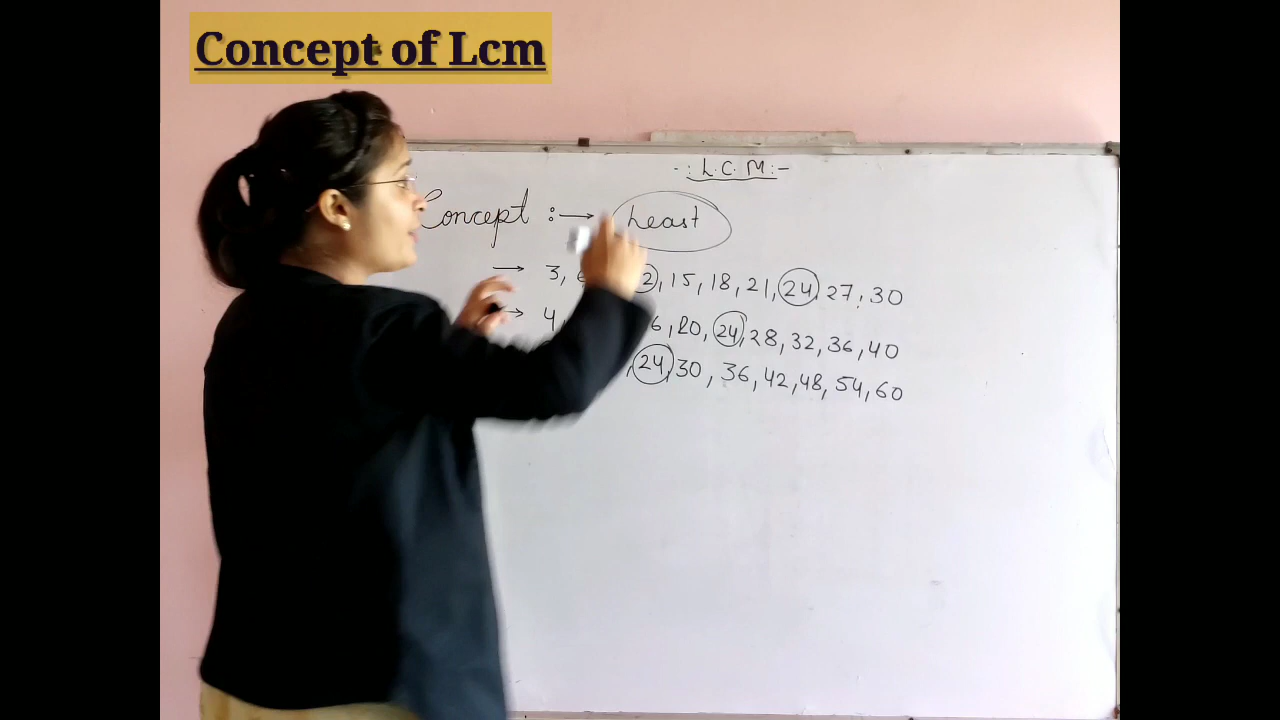 Concept of Lcm
-: L.C.M :-
Concept :→ Least
→ 3, 15, 18, 21, 24, 27, 30
→ 4, 20, 24, 28, 32, 36, 40
24, 30, 36, 42, 48, 54, 60